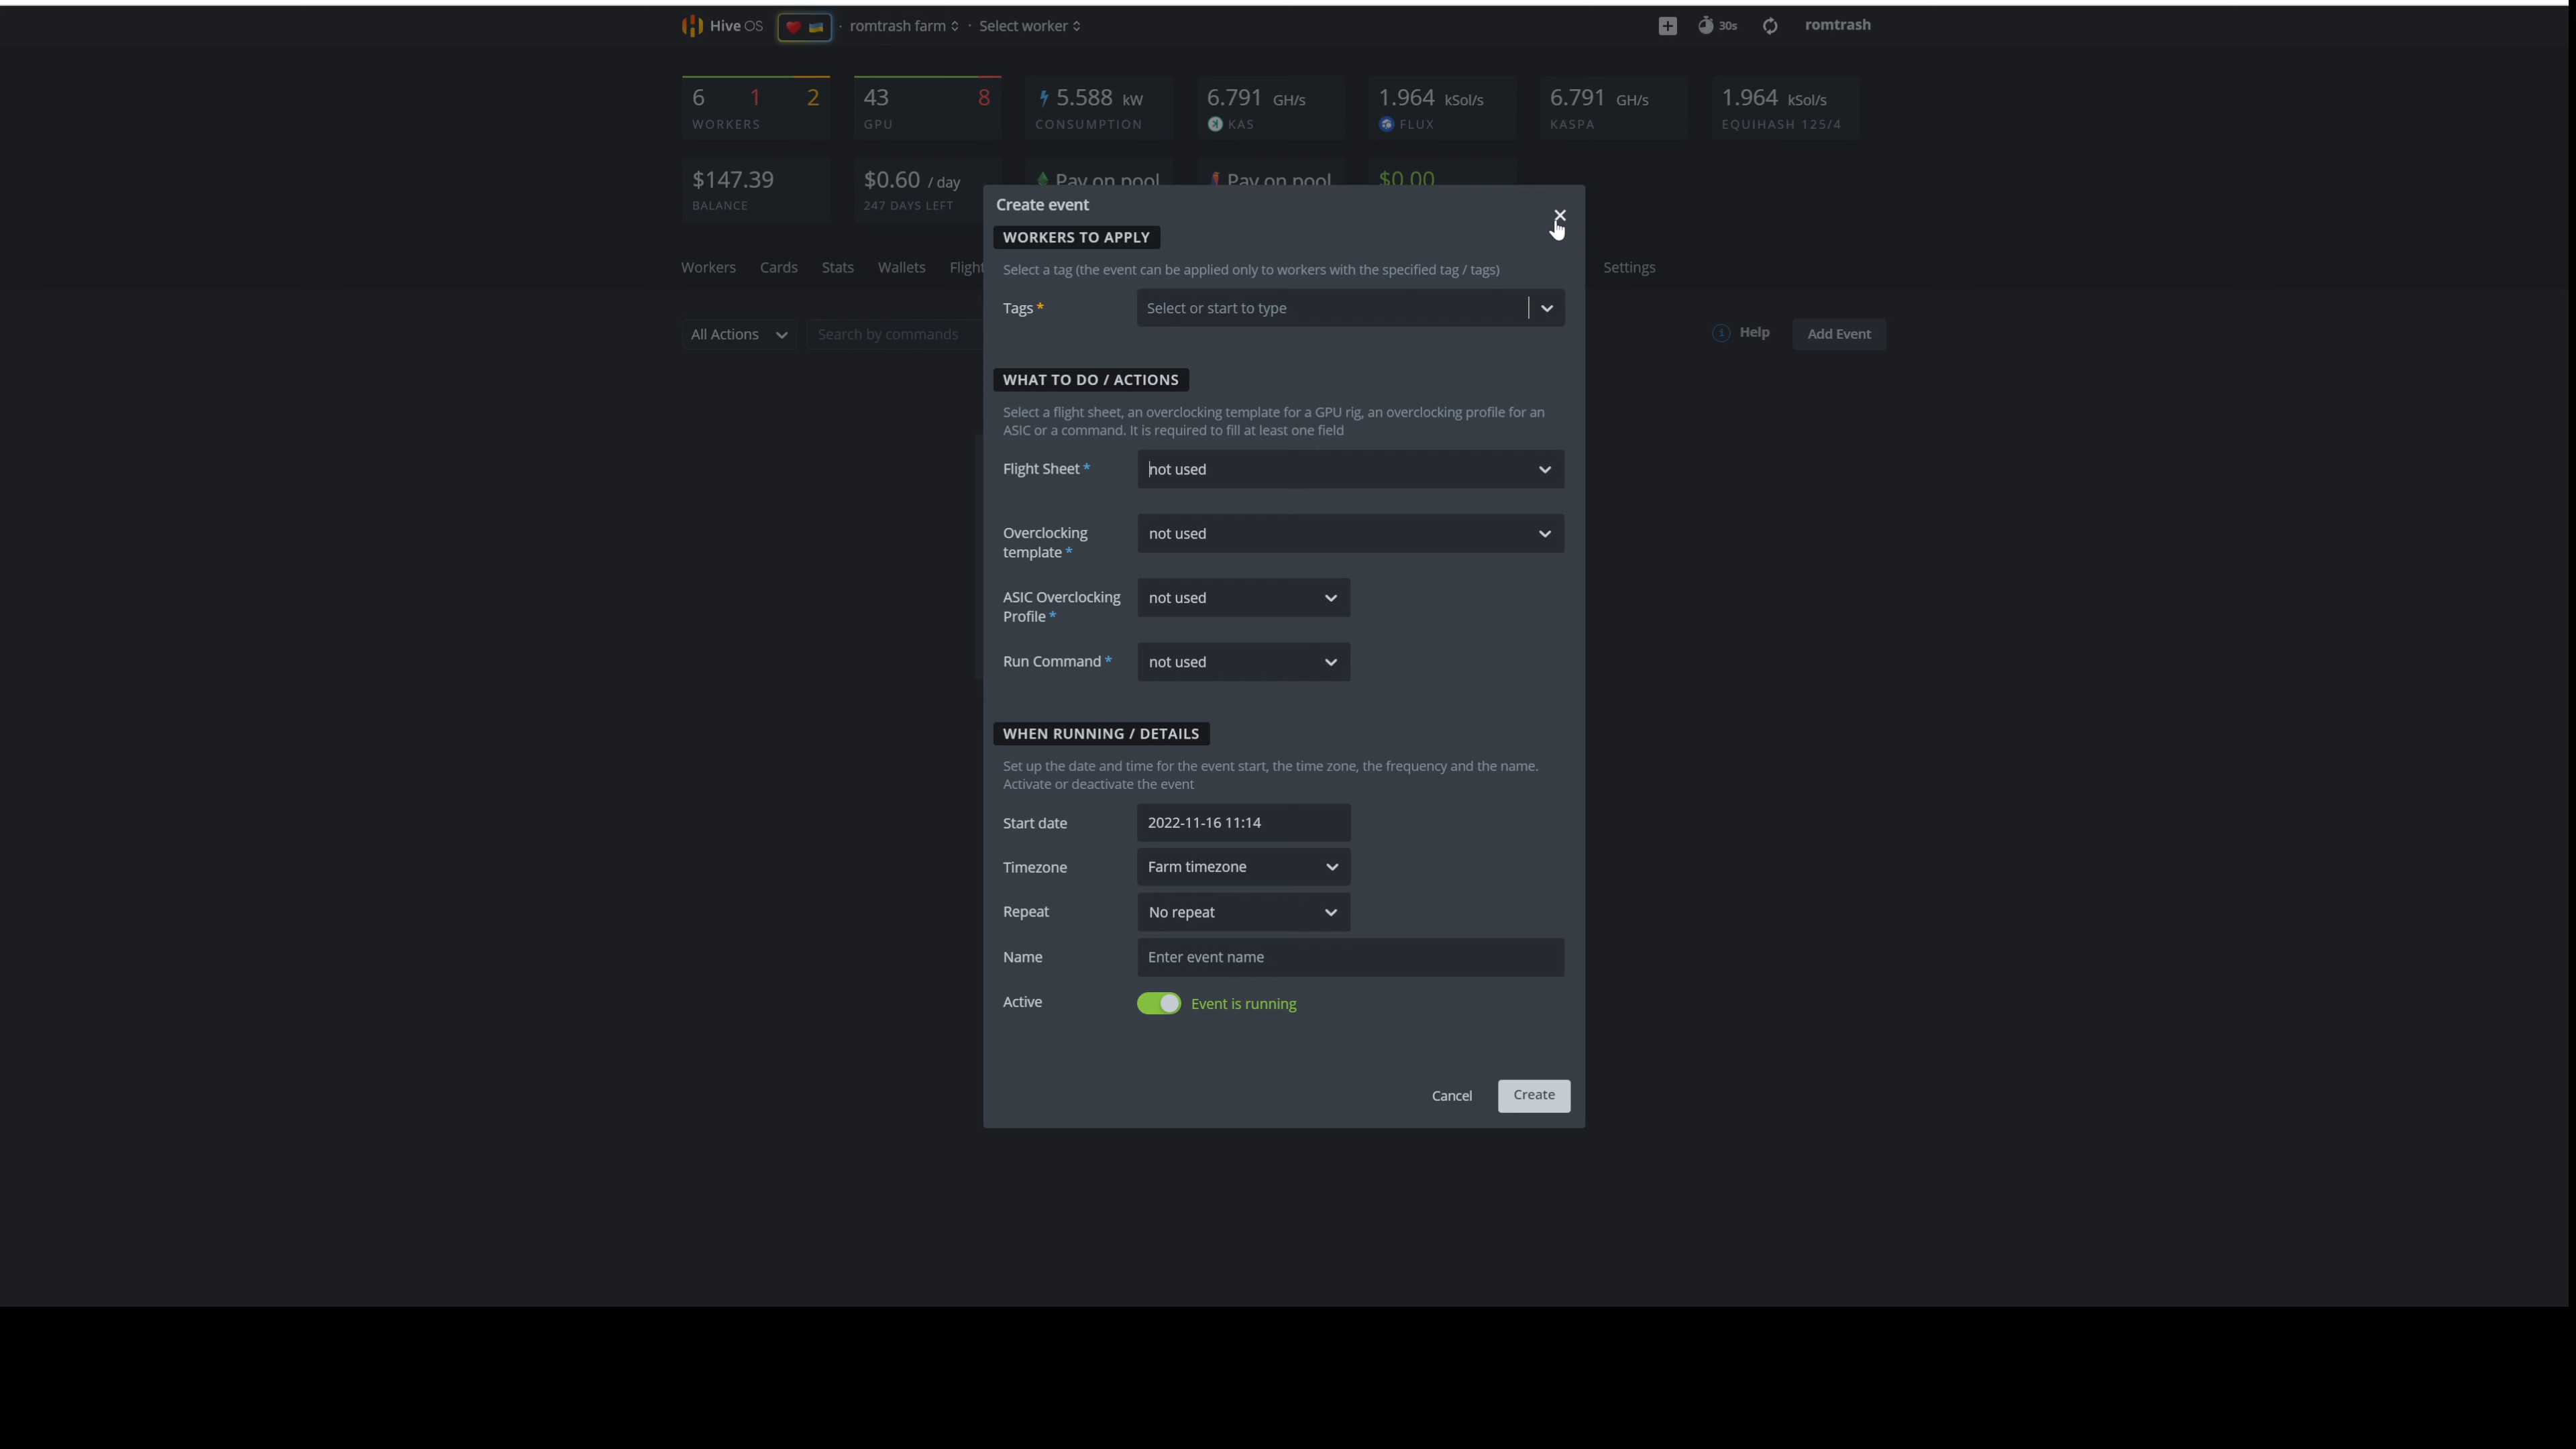 Hive OS · romtrash farm · Select worker 30s romtrash
6 1 2 43 8 5.588 kW 6.791 GH/s 1.964 kSol/s 6.791 GH/s 1.964 kSol/s
WORKERS GPU CONSUMPTION KAS FLUX KASPA EQUIHASH 125/4
$147.39 $0.60 / day Pay on pool Pay on pool $0.00
BALANCE 247 DAYS LEFT
Create event
WORKERS TO APPLY
Workers Cards Stats Wallets Flight Settings
Select a tag (the event can be applied only to workers with the specified tag / tags)
Tags * Select or start to type
All Actions Search by commands Help Add Event
WHAT TO DO / ACTIONS
Select a flight sheet, an overclocking template for a GPU rig, an overclocking profile for an
ASIC or a command. It is required to fill at least one field
Flight Sheet * not used
Overclocking
template * not used
ASIC Overclocking
Profile * not used
Run Command * not used
WHEN RUNNING / DETAILS
Set up the date and time for the event start, the time zone, the frequency and the name.
Activate or deactivate the event
Start date 2022-11-16 11:14
Timezone Farm timezone
Repeat No repeat
Name Enter event name
Active Event is running
Cancel Create